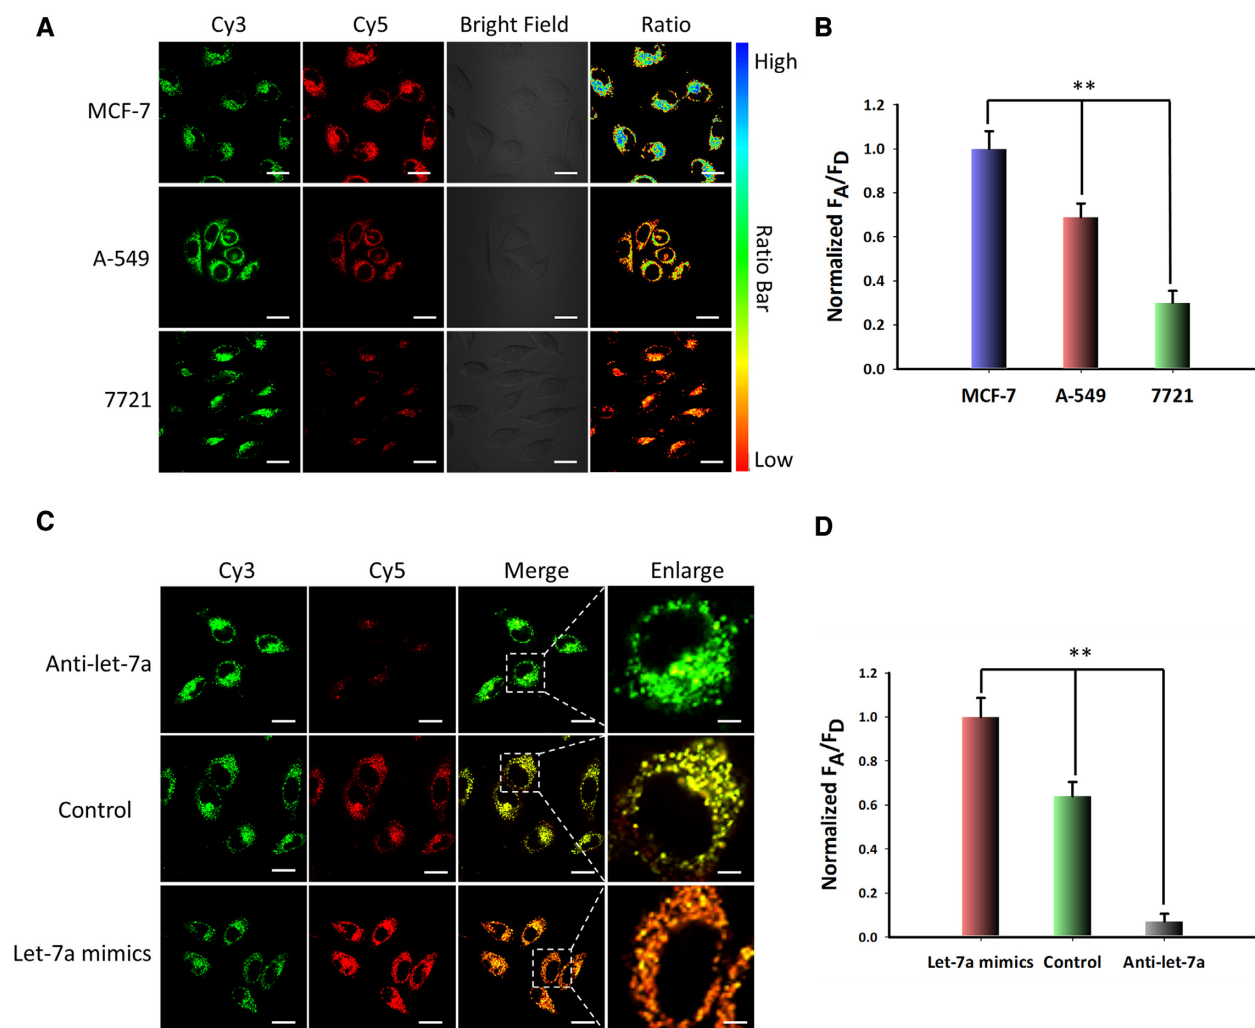 A
Cy3 Cy5 Bright Field Ratio
MCF-7
A-549
7721
High
Ratio Bar
Low
B
**
Normalized FA/FD
1.2
1.0
0.8
0.6
0.4
0.2
0.0
MCF-7 A-549 7721
C
Cy3 Cy5 Merge Enlarge
Anti-let-7a
Control
Let-7a mimics
D
**
Normalized FA/FD
1.2
1.0
0.8
0.6
0.4
0.2
0.0
Let-7a mimics Control Anti-let-7a